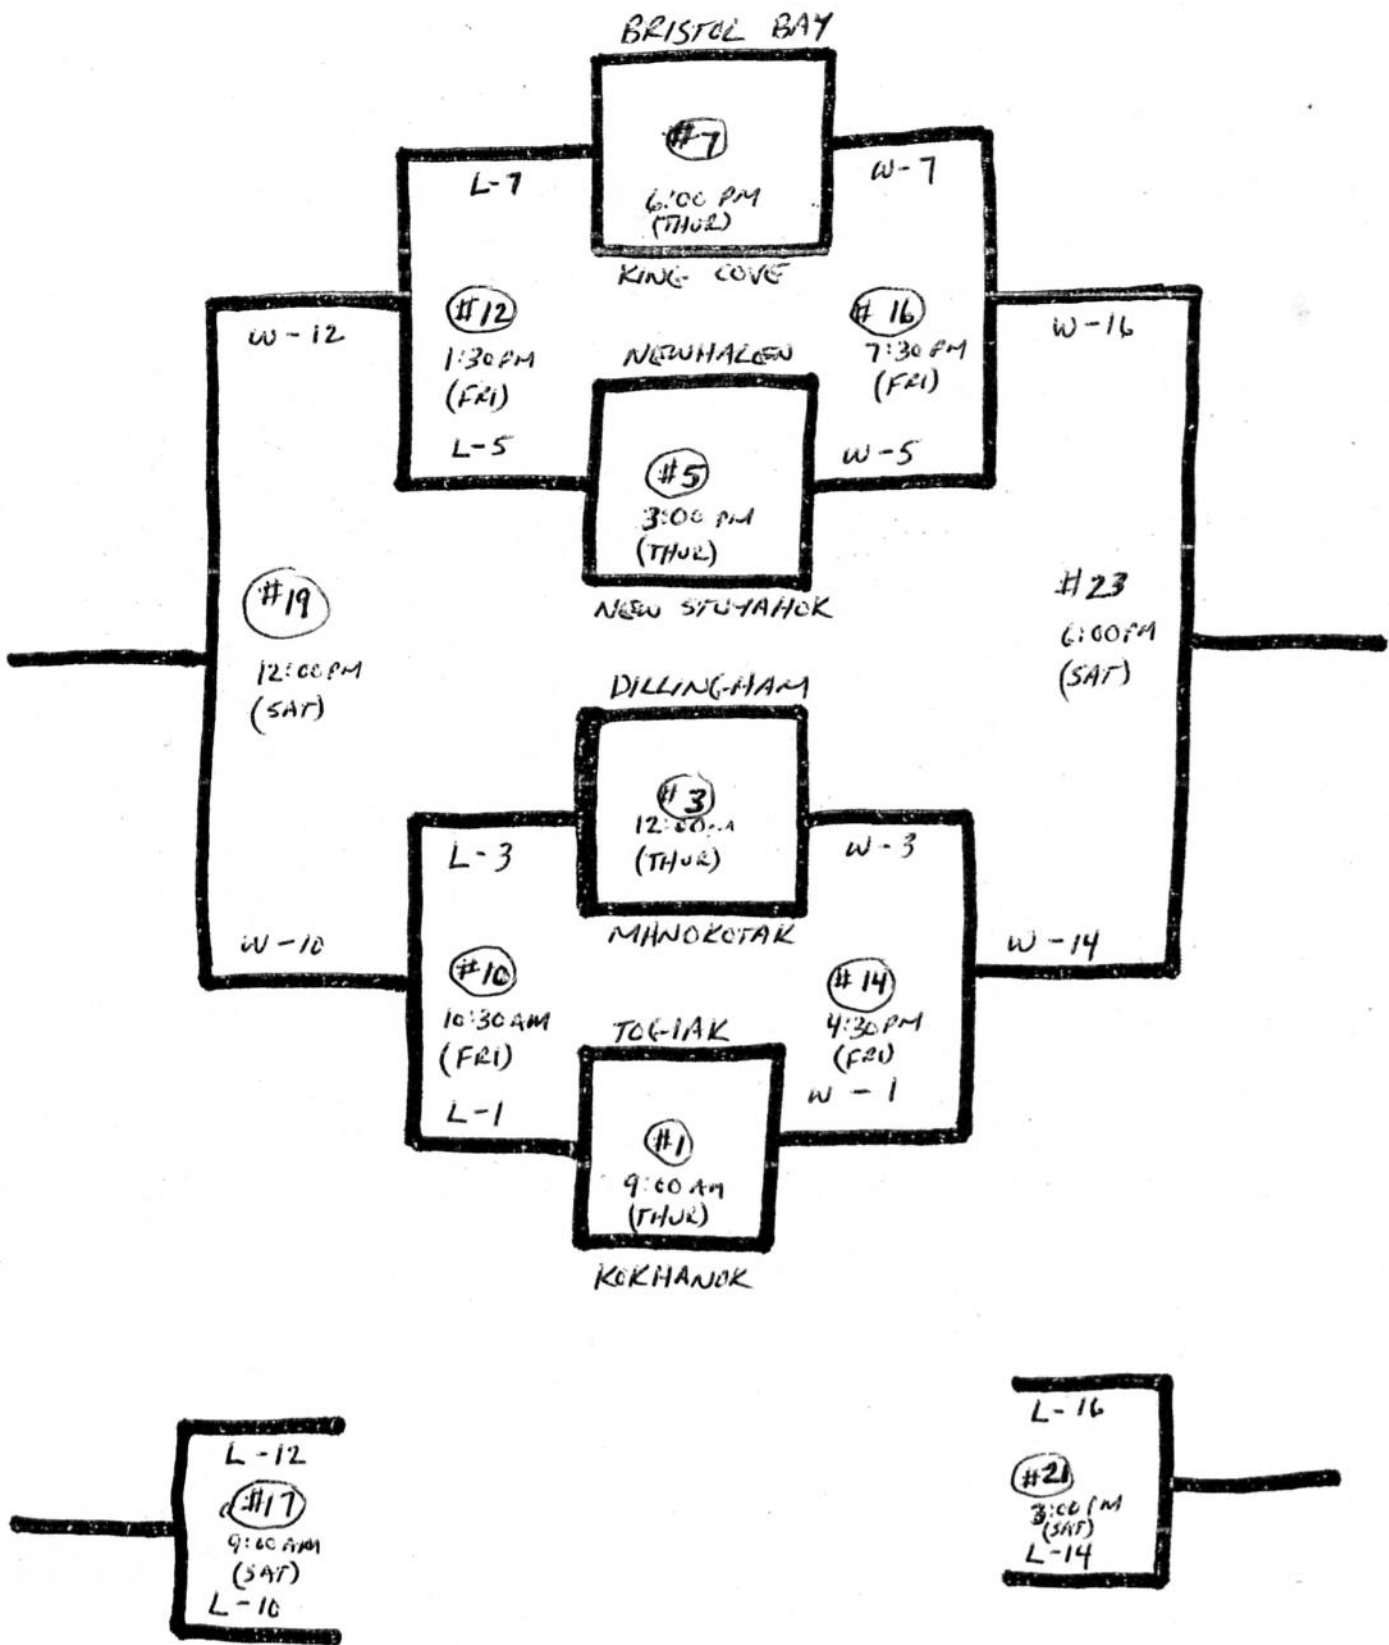 BRISTOL BAY
#7
L-7
W-7
6:00 PM
(THUR)
KING COVE
#12
#16
W-12
W-16
1:30 PM
(FRI)
NEWHALEN
7:30 PM
(FRI)
L-5
W-5
#5
3:00 PM
(THUR)
NEW STUYAHOK
#19
12:00 PM
(SAT)
#23
6:00 PM
(SAT)
DILLINGHAM
#3
12:00
(THUR)
L-3
W-3
MANOKOTAK
W-10
W-14
#10
10:30 AM
(FRI)
#14
4:30 PM
(FRI)
TOGIAK
L-1
W-1
#1
9:00 AM
(THUR)
KOKHANOK
L-16
#21
3:00 PM
(SAT)
L-14
L-12
#17
9:00 AM
(SAT)
L-10